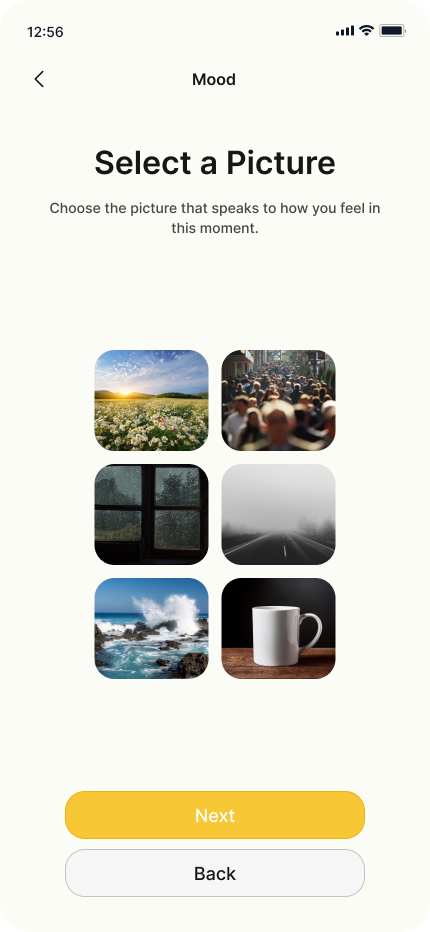 12:56
Mood
Select a Picture
Choose the picture that speaks to how you feel in
this moment.
Next
Back